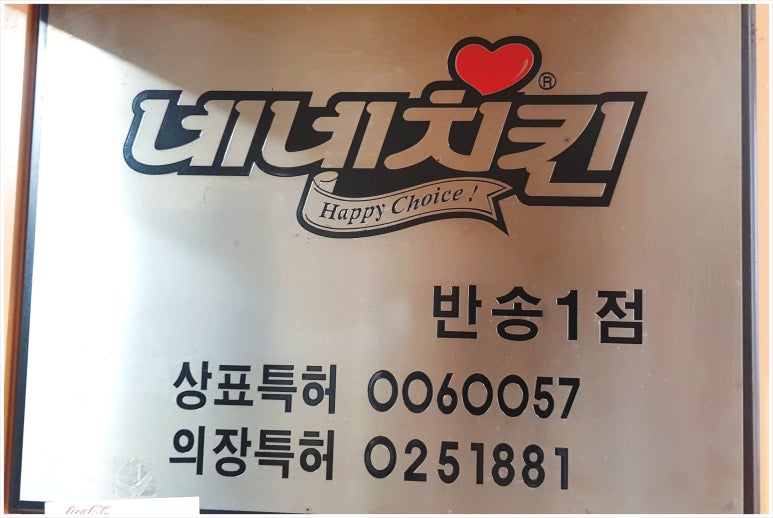 네네치킨®
Happy Choice !
반송1점
상표특허 0060057
의장특허 0251881